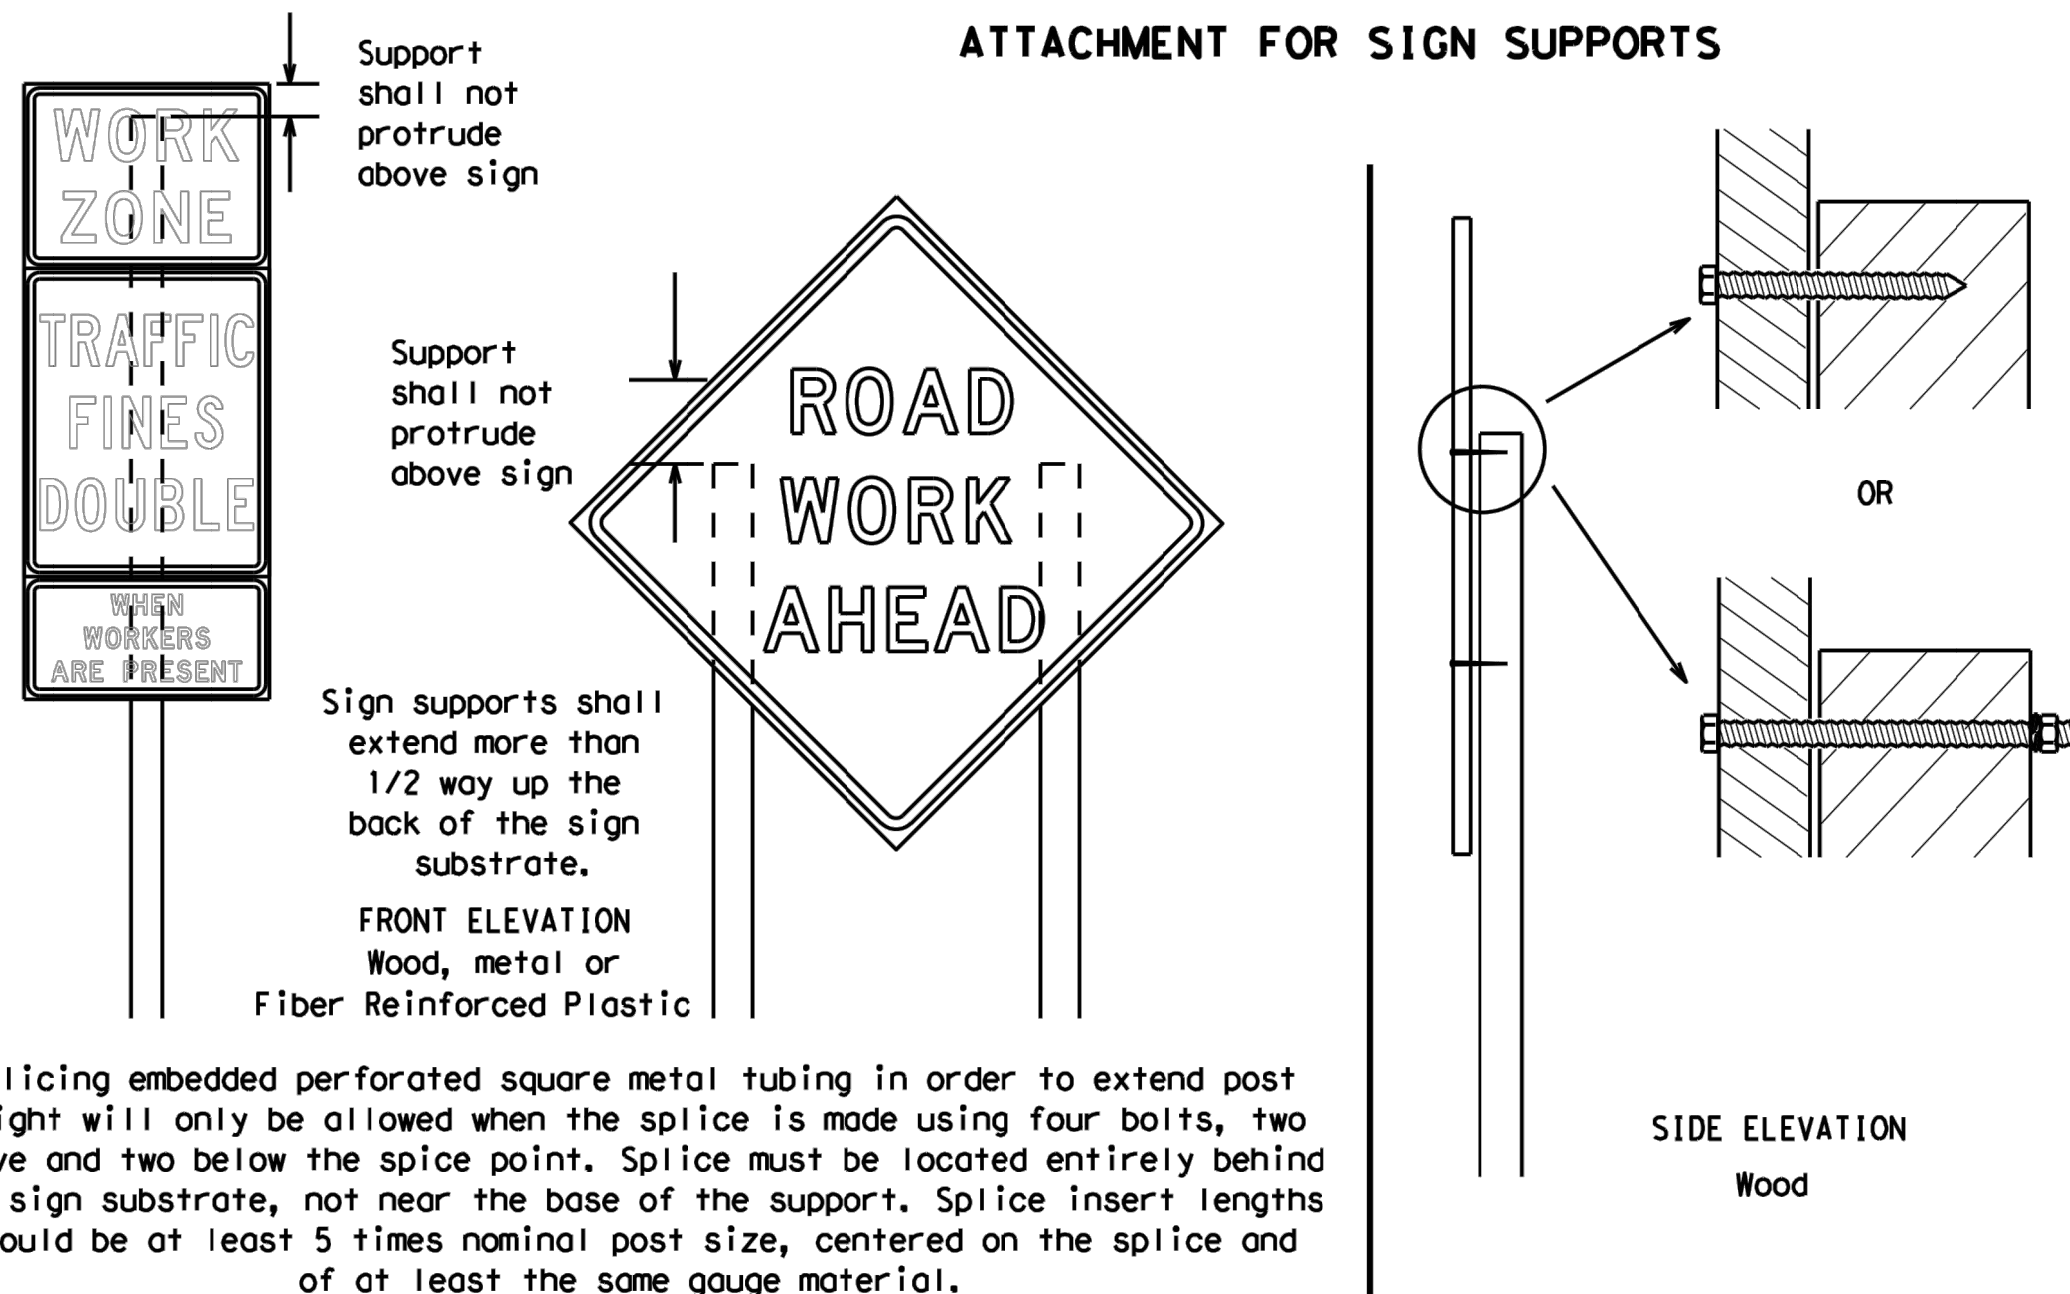 ATTACHMENT FOR SIGN SUPPORTS
Support
shall not
protrude
above sign
WORK
ZONE
TRAFFIC
FINES
DOUBLE
WHEN
WORKERS
ARE PRESENT
Support
shall not
protrude
above sign
ROAD
WORK
AHEAD
Sign supports shall
extend more than
1/2 way up the
back of the sign
substrate.
FRONT ELEVATION
Wood, metal or
Fiber Reinforced Plastic
OR
SIDE ELEVATION
Wood
licing embedded perforated square metal tubing in order to extend post
ight will only be allowed when the splice is made using four bolts, two
ve and two below the spice point. Splice must be located entirely behind
sign substrate, not near the base of the support. Splice insert lengths
ould be at least 5 times nominal post size, centered on the splice and
of at least the same gauge material.